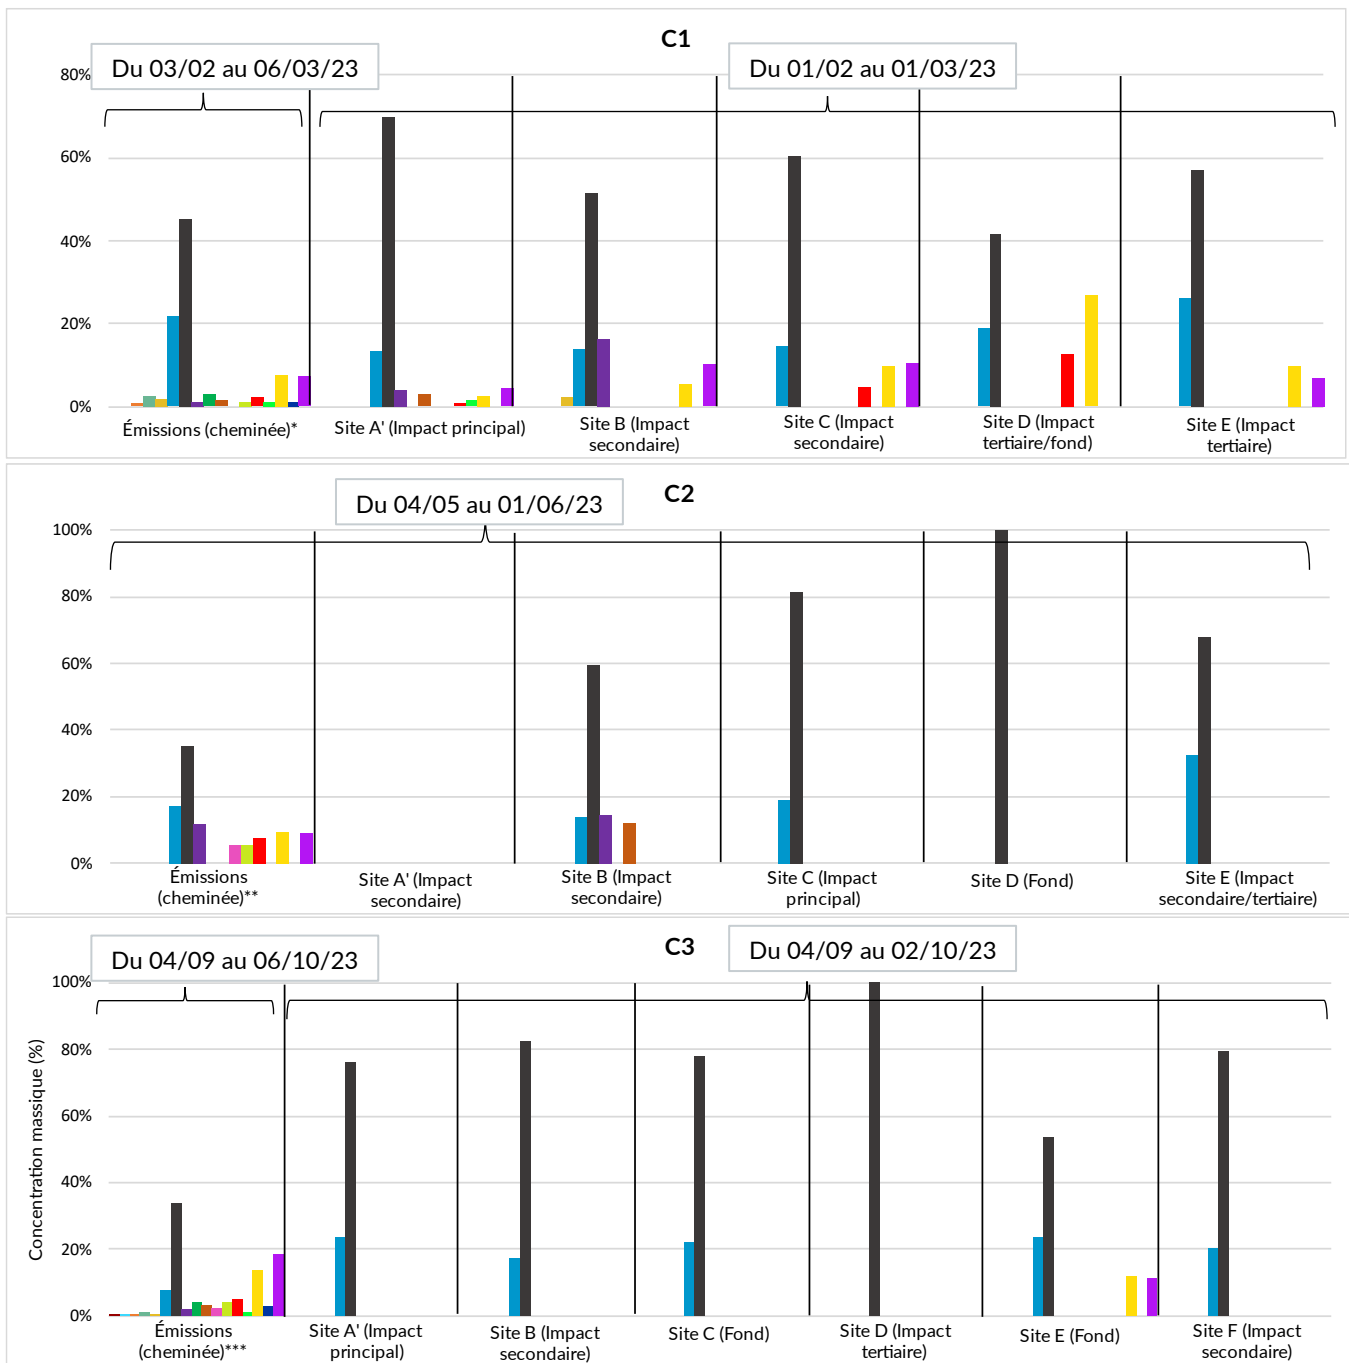 C1
Du 03/02 au 06/03/23
Du 01/02 au 01/03/23
80%
60%
40%
20%
0%
Émissions (cheminée)*
Site A' (Impact principal)
Site B (Impact
secondaire)
Site C (Impact
secondaire)
Site D (Impact
tertiaire/fond)
Site E (Impact
tertiaire)
C2
Du 04/05 au 01/06/23
100%
80%
60%
40%
20%
0%
Émissions
(cheminée)**
Site A' (Impact
secondaire)
Site B (Impact
secondaire)
Site C (Impact
principal)
Site D (Fond)
Site E (Impact
secondaire/tertiaire)
C3
Du 04/09 au 06/10/23
Du 04/09 au 02/10/23
Concentration massique (%)
100%
80%
60%
40%
20%
0%
Émissions
(cheminée)***
Site A' (Impact
principal)
Site B (Impact
secondaire)
Site C (Fond)
Site D (Impact
tertiaire)
Site E (Fond)
Site F (Impact
secondaire)